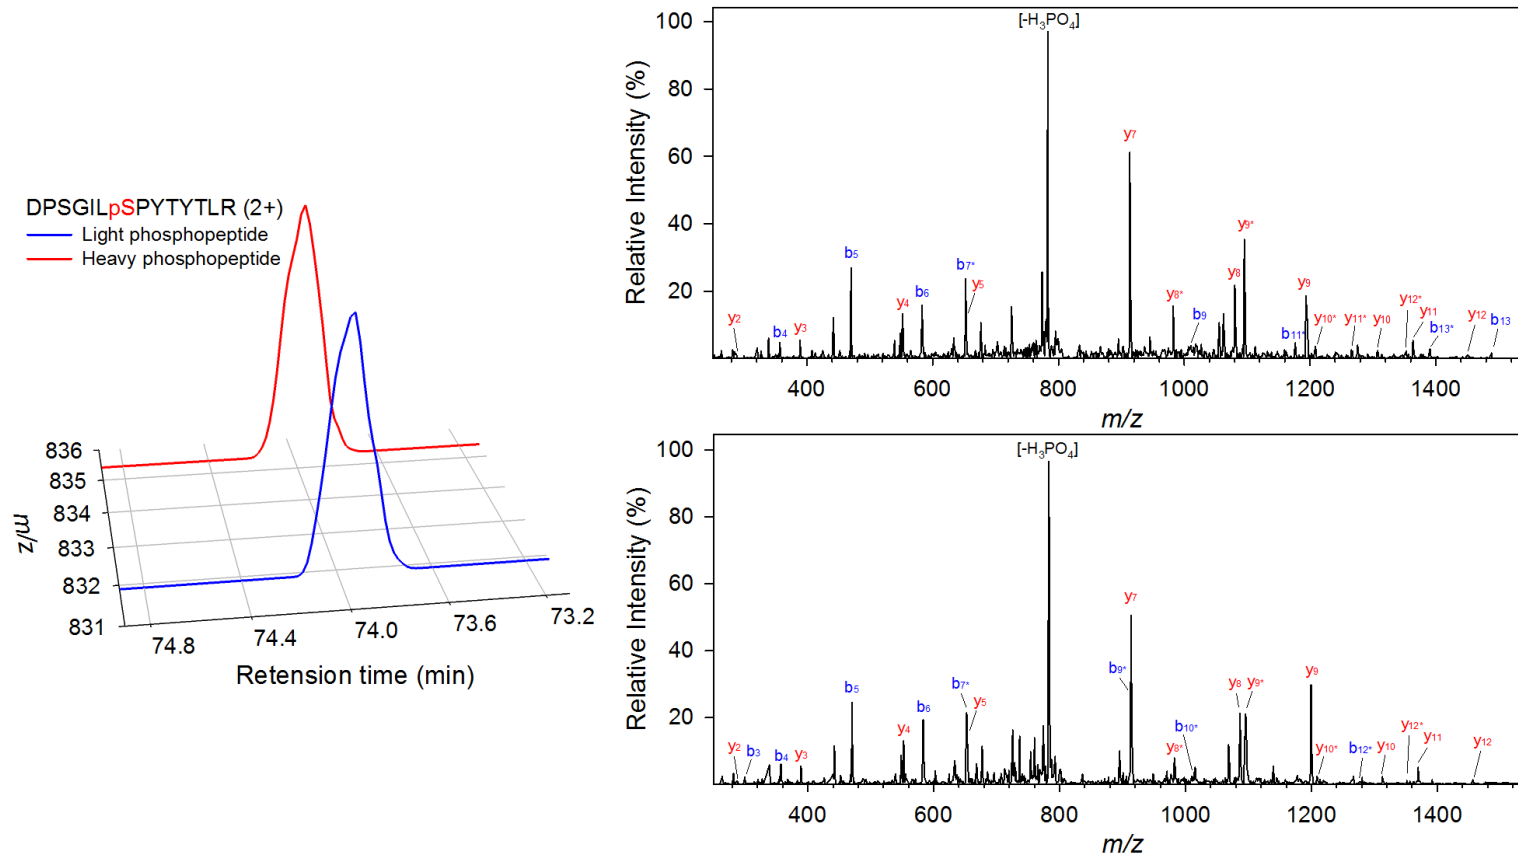 DPSGILpSPYTYTLR (2+)
Light phosphopeptide
Heavy phosphopeptide
836
835
834
833
832
831
m/z
74.8
74.4
74.0
73.6
73.2
Retension time (min)
100
80
60
40
20
Relative Intensity (%)
[-H₃PO₄]
y₂
b₄
y₃
b₅
y₄
b₆
b₇*
y₅
y₇
y₈*
b₉
y₈
y₉*
b₁₁*
y₉
y₁₀*
y₁₁*
y₁₀
y₁₂*
y₁₁
b₁₃*
y₁₂
b₁₃
400
600
800
1000
1200
1400
m/z
100
80
60
40
20
Relative Intensity (%)
[-H₃PO₄]
y₂
b₃
b₄
y₃
b₅
y₄
b₆
b₇*
y₅
b₉*
y₇
y₈*
b₁₀*
y₈
y₉*
y₉
y₁₀*
b₁₂*
y₁₀
y₁₂*
y₁₁
y₁₂
400
600
800
1000
1200
1400
m/z